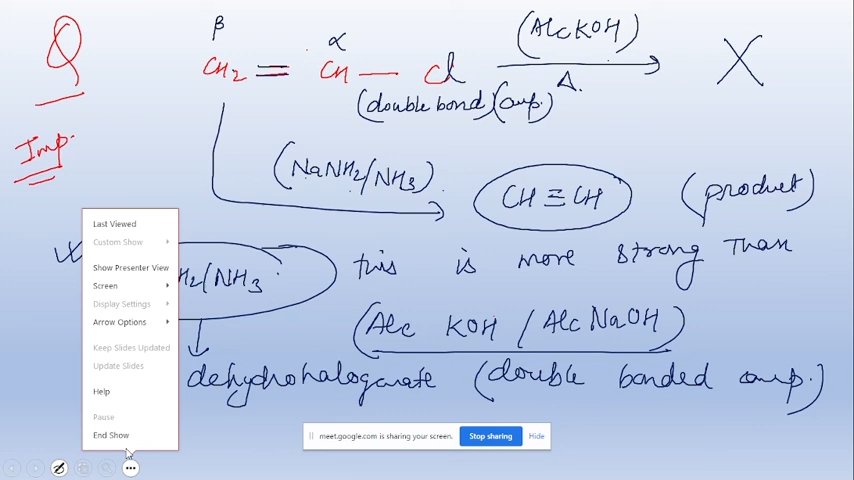 Q
Imp.
β α
CH2 = CH — Cl (Alc KOH) Δ. X
(double bond) (comp.)
(NaNH2/NH3) CH ≡ CH (product)
H2/NH3 this is more strong than
(Alc KOH / Alc NaOH)
dehydrohalogenate (double bonded comp.)
Last Viewed
Custom Show
Show Presenter View
Screen
Display Settings
Arrow Options
Keep Slides Updated
Update Slides
Help
Pause
End Show
meet.google.com is sharing your screen. Stop sharing Hide